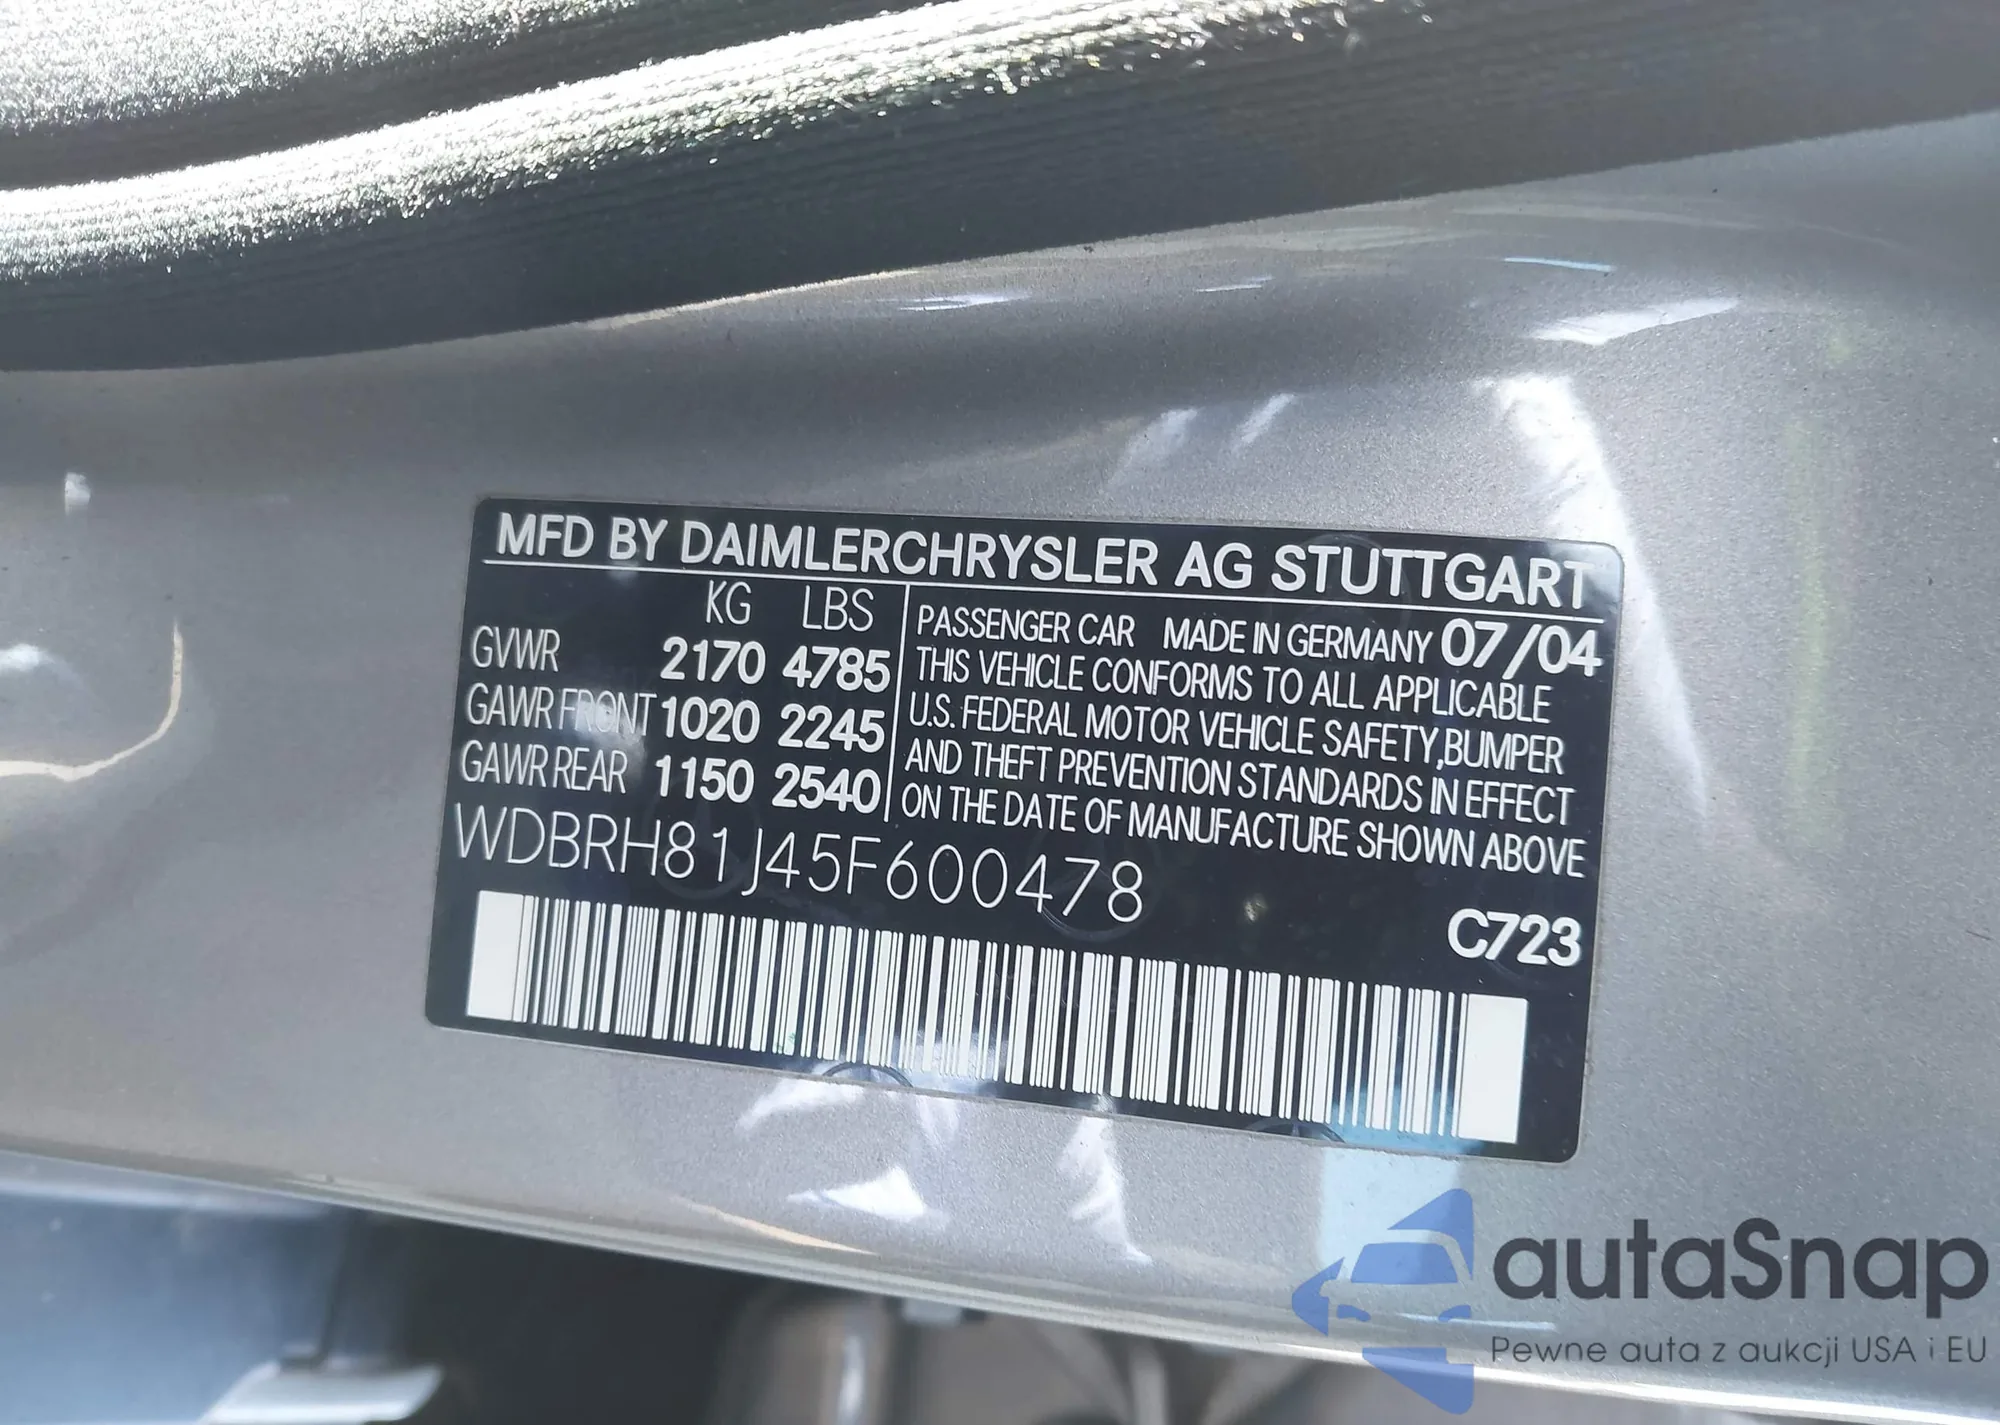 MFD BY DAIMLERCHRYSLER AG STUTTGART
KG LBS
GVWR 2170 4785
GAWR FRONT 1020 2245
GAWR REAR 1150 2540
PASSENGER CAR MADE IN GERMANY 07/04
THIS VEHICLE CONFORMS TO ALL APPLICABLE
U.S. FEDERAL MOTOR VEHICLE SAFETY, BUMPER
AND THEFT PREVENTION STANDARDS IN EFFECT
ON THE DATE OF MANUFACTURE SHOWN ABOVE
WDBRH81J45F600478
C723
autaSnap
Pewne auta z aukcji USA i EU